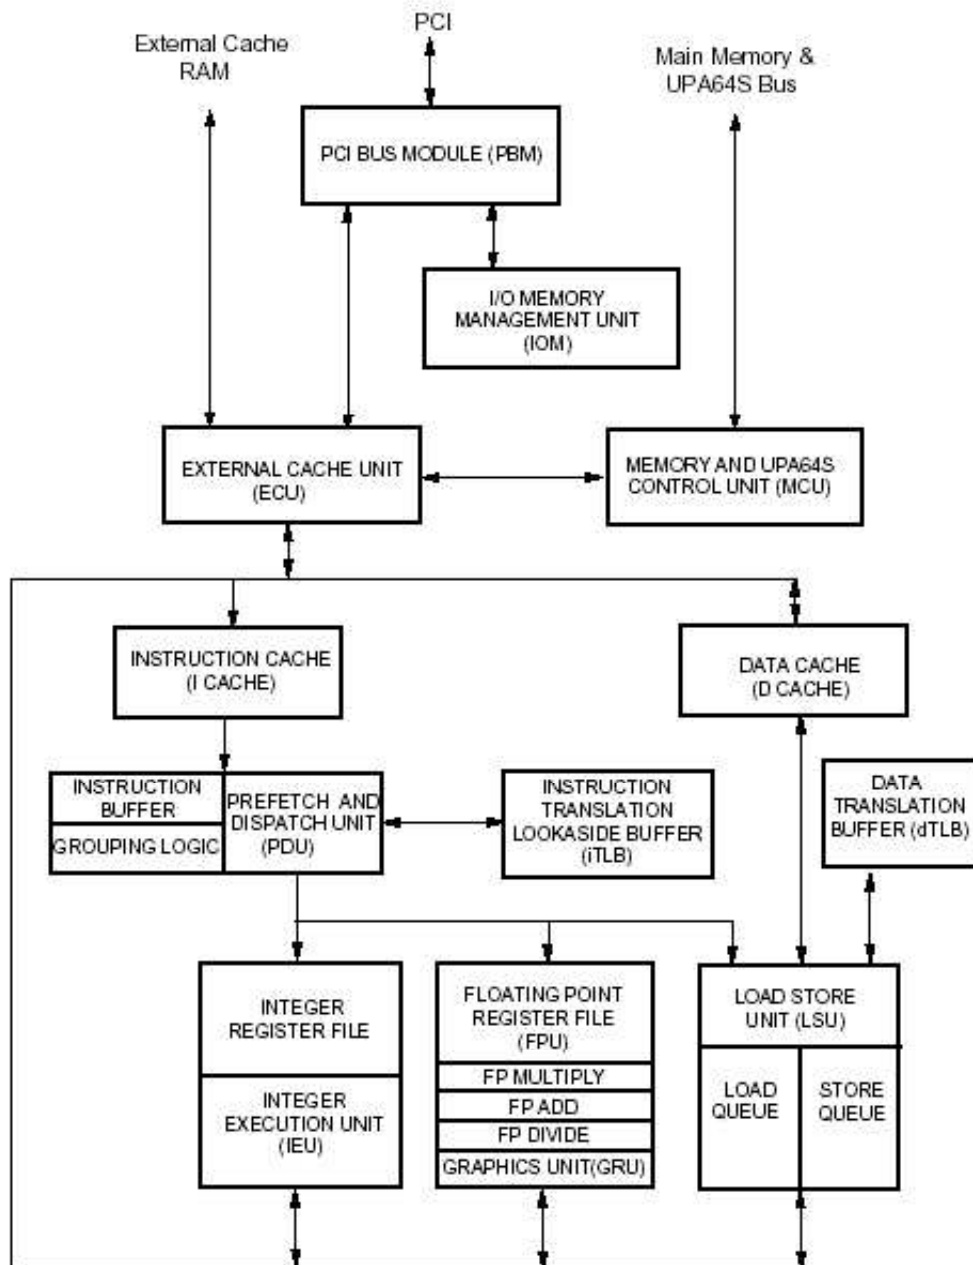 PCI
External Cache
RAM
Main Memory &
UPA64S Bus
PCI BUS MODULE (PBM)
I/O MEMORY
MANAGEMENT UNIT
(IOM)
EXTERNAL CACHE UNIT
(ECU)
MEMORY AND UPA64S
CONTROL UNIT (MCU)
INSTRUCTION CACHE
(I CACHE)
DATA CACHE
(D CACHE)
INSTRUCTION
BUFFER
GROUPING LOGIC
PREFETCH AND
DISPATCH UNIT
(PDU)
INSTRUCTION
TRANSLATION
LOOKASIDE BUFFER
(iTLB)
DATA
TRANSLATION
BUFFER (dTLB)
INTEGER
REGISTER FILE
INTEGER
EXECUTION UNIT
(IEU)
FLOATING POINT
REGISTER FILE
(FPU)
FP MULTIPLY
FP ADD
FP DIVIDE
GRAPHICS UNIT(GRU)
LOAD STORE
UNIT (LSU)
LOAD
QUEUE
STORE
QUEUE